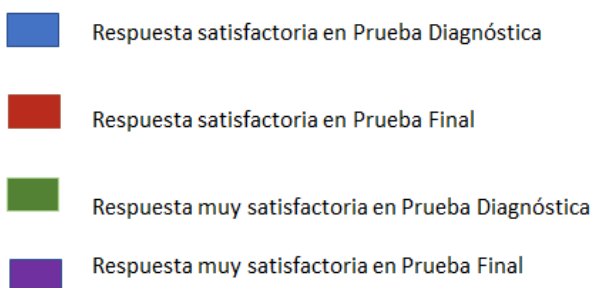 Respuesta satisfactoria en Prueba Diagnóstica
Respuesta satisfactoria en Prueba Final
Respuesta muy satisfactoria en Prueba Diagnóstica
Respuesta muy satisfactoria en Prueba Final